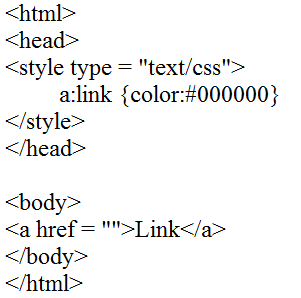 <html>
<head>
<style type = "text/css">
a:link {color:#000000}
</style>
</head>
<body>
<a href = "">Link</a>
</body>
</html>